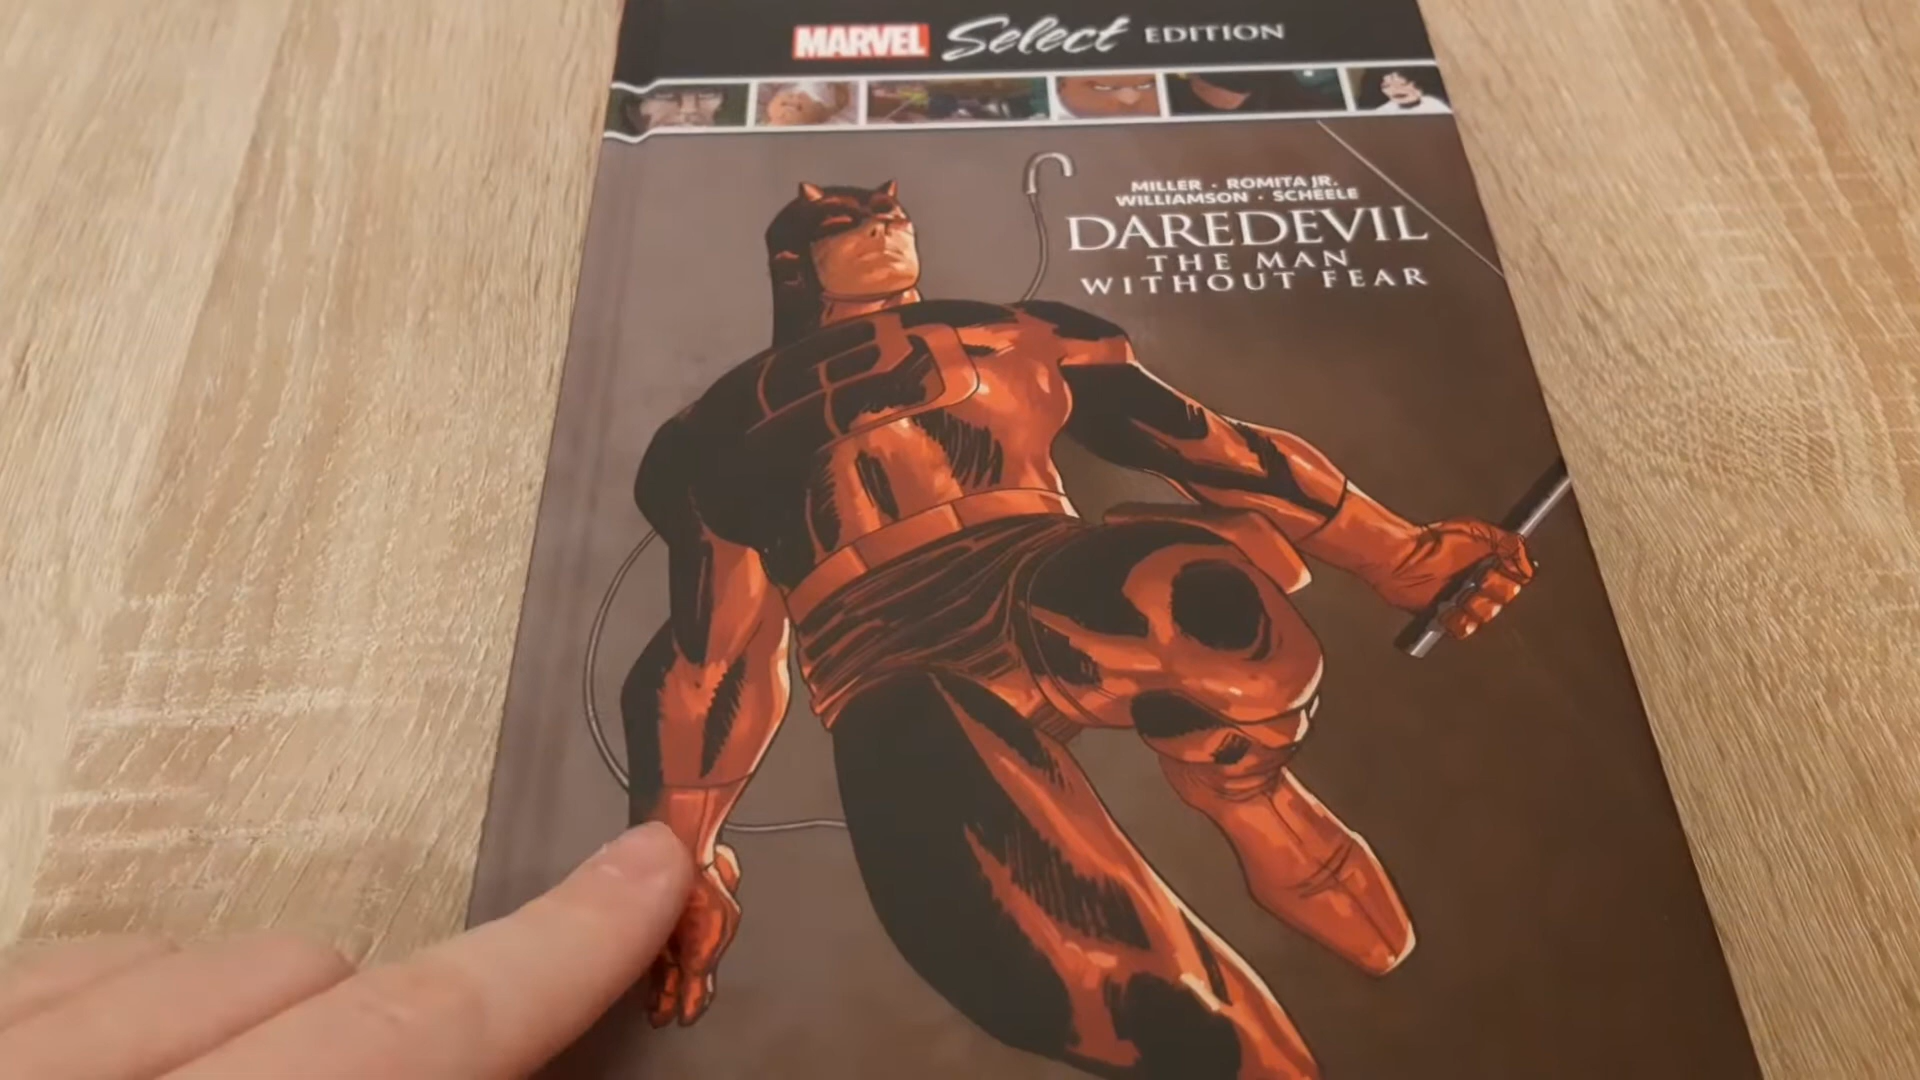 MARVEL Select EDITION
MILLER · ROMITA JR.
WILLIAMSON · SCHEELE
DAREDEVIL
THE MAN
WITHOUT FEAR